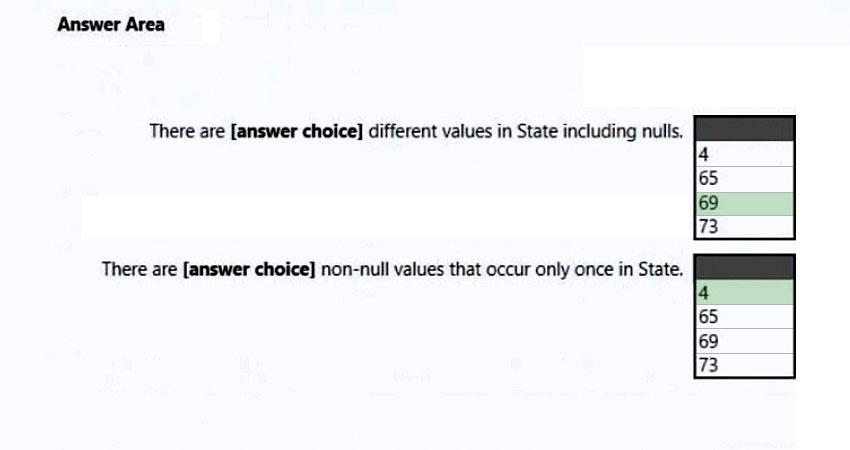 Answer Area
There are [answer choice] different values in State including nulls.
4
65
69
73
There are [answer choice] non-null values that occur only once in State.
4
65
69
73